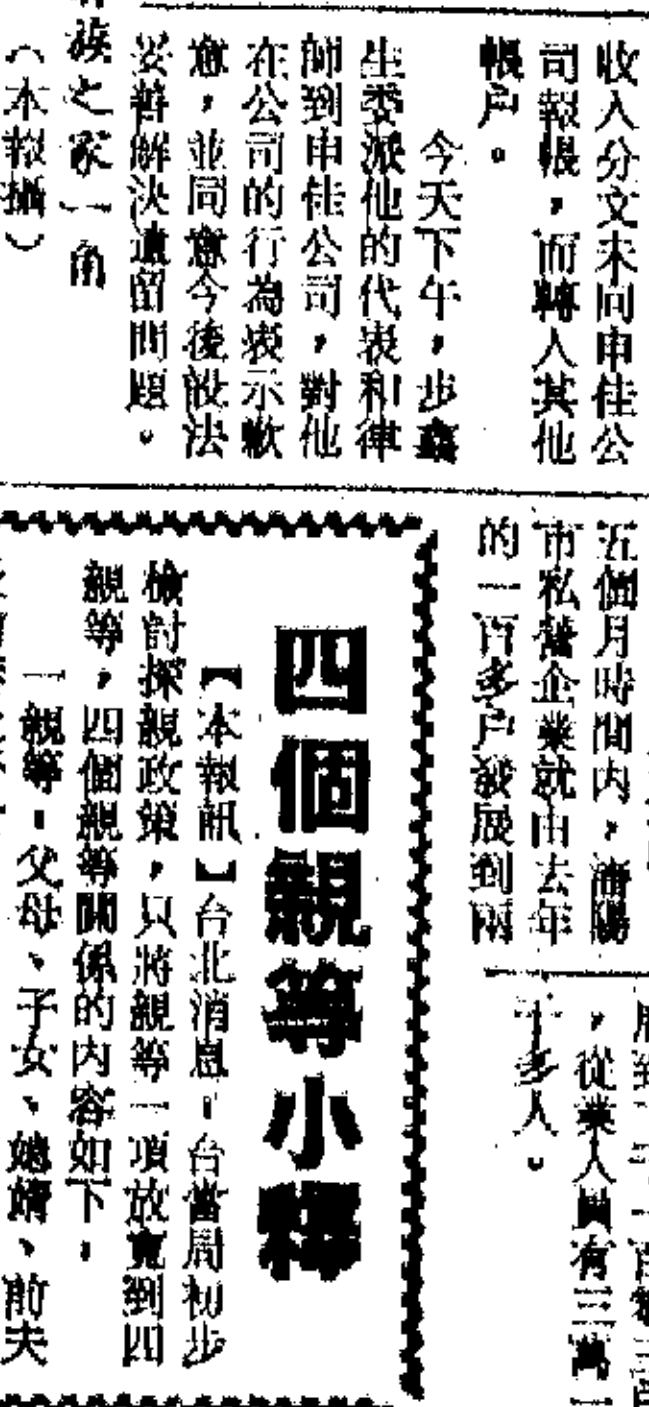 收入分文未向申佳公
司報帳，而轉入其他
帳戶。
今天下午，步鑫
生委派他的代表和律
師到申佳公司，對他
在公司的行為表示歉
意，並同意今後設法
妥善解決遺留問題。
族之家」一角
（本報攝）
五個月時間內，瀋陽
市私營企業就由去年
的一百多戶發展到兩
，從業人員有三萬一
千多人。
四個親等小釋
【本報訊】台北消息：台當局初步
檢討探親政策，只將親等一項放寬到四
親等，四個親等關係的內容如下：
一親等：父母、子女、媳婿、前夫